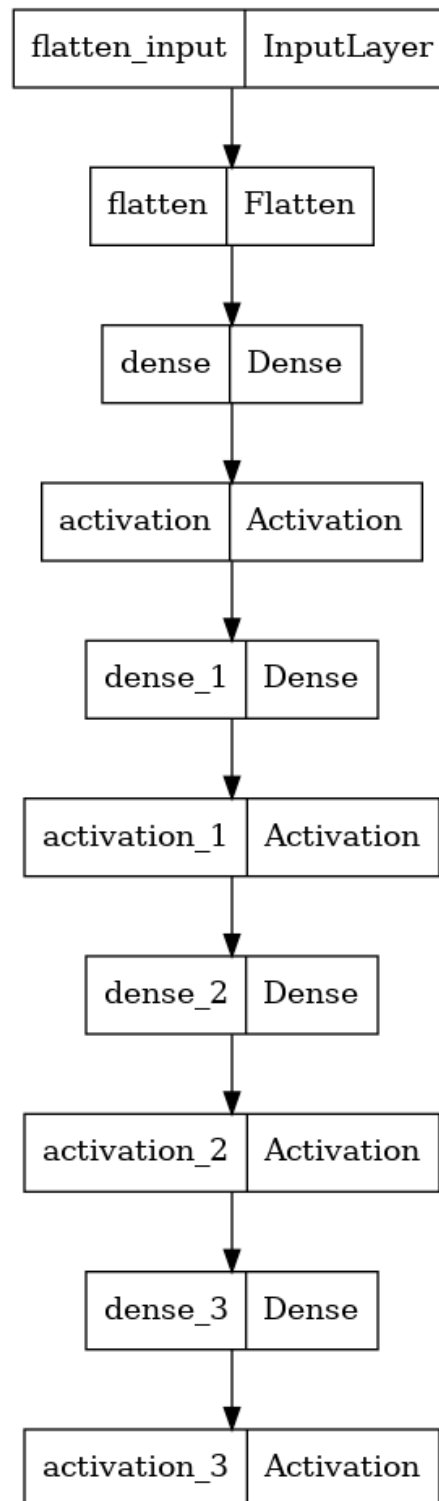 flatten_input InputLayer
flatten Flatten
dense Dense
activation Activation
dense_1 Dense
activation_1 Activation
dense_2 Dense
activation_2 Activation
dense_3 Dense
activation_3 Activation